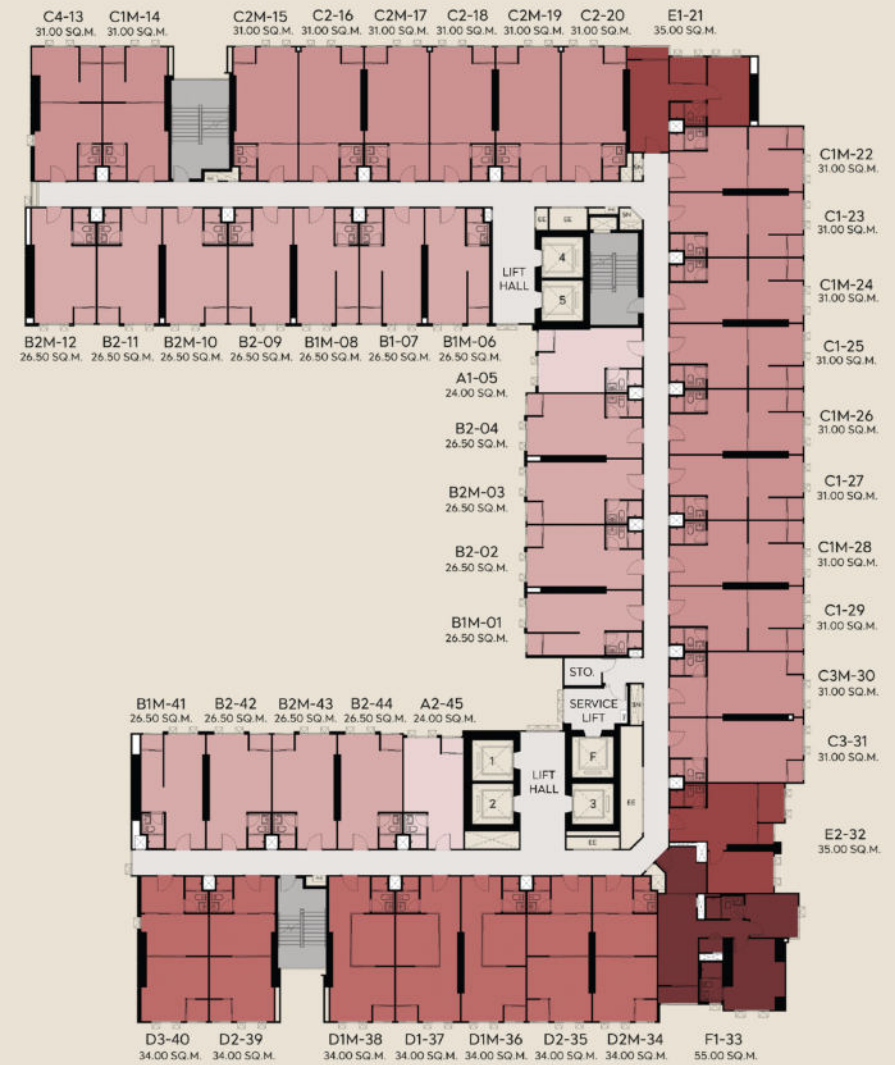 C4-13
31.00 SQ.M.
C1M-14
31.00 SQ.M.
C2M-15
31.00 SQ.M.
C2-16
31.00 SQ.M.
C2M-17
31.00 SQ.M.
C2-18
31.00 SQ.M.
C2M-19
31.00 SQ.M.
C2-20
31.00 SQ.M.
E1-21
35.00 SQ.M.
C1M-22
31.00 SQ.M.
C1-23
31.00 SQ.M.
C1M-24
31.00 SQ.M.
C1-25
31.00 SQ.M.
C1M-26
31.00 SQ.M.
C1-27
31.00 SQ.M.
C1M-28
31.00 SQ.M.
C1-29
31.00 SQ.M.
C3M-30
31.00 SQ.M.
C3-31
31.00 SQ.M.
E2-32
35.00 SQ.M.
SN
EE
EE
SN
LIFT
HALL
4
5
B2M-12
26.50 SQ.M.
B2-11
26.50 SQ.M.
B2M-10
26.50 SQ.M.
B2-09
26.50 SQ.M.
B1M-08
26.50 SQ.M.
B1-07
26.50 SQ.M.
B1M-06
26.50 SQ.M.
A1-05
24.00 SQ.M.
B2-04
26.50 SQ.M.
B2M-03
26.50 SQ.M.
B2-02
26.50 SQ.M.
B1M-01
26.50 SQ.M.
STO.
SERVICE
LIFT
SN
B1M-41
26.50 SQ.M.
B2-42
26.50 SQ.M.
B2M-43
26.50 SQ.M.
B2-44
26.50 SQ.M.
A2-45
24.00 SQ.M.
1
2
LIFT
HALL
F
3
EE
EE
D3-40
34.00 SQ.M.
D2-39
34.00 SQ.M.
D1M-38
34.00 SQ.M.
D1-37
34.00 SQ.M.
D1M-36
34.00 SQ.M.
D2-35
34.00 SQ.M.
D2M-34
34.00 SQ.M.
F1-33
55.00 SQ.M.